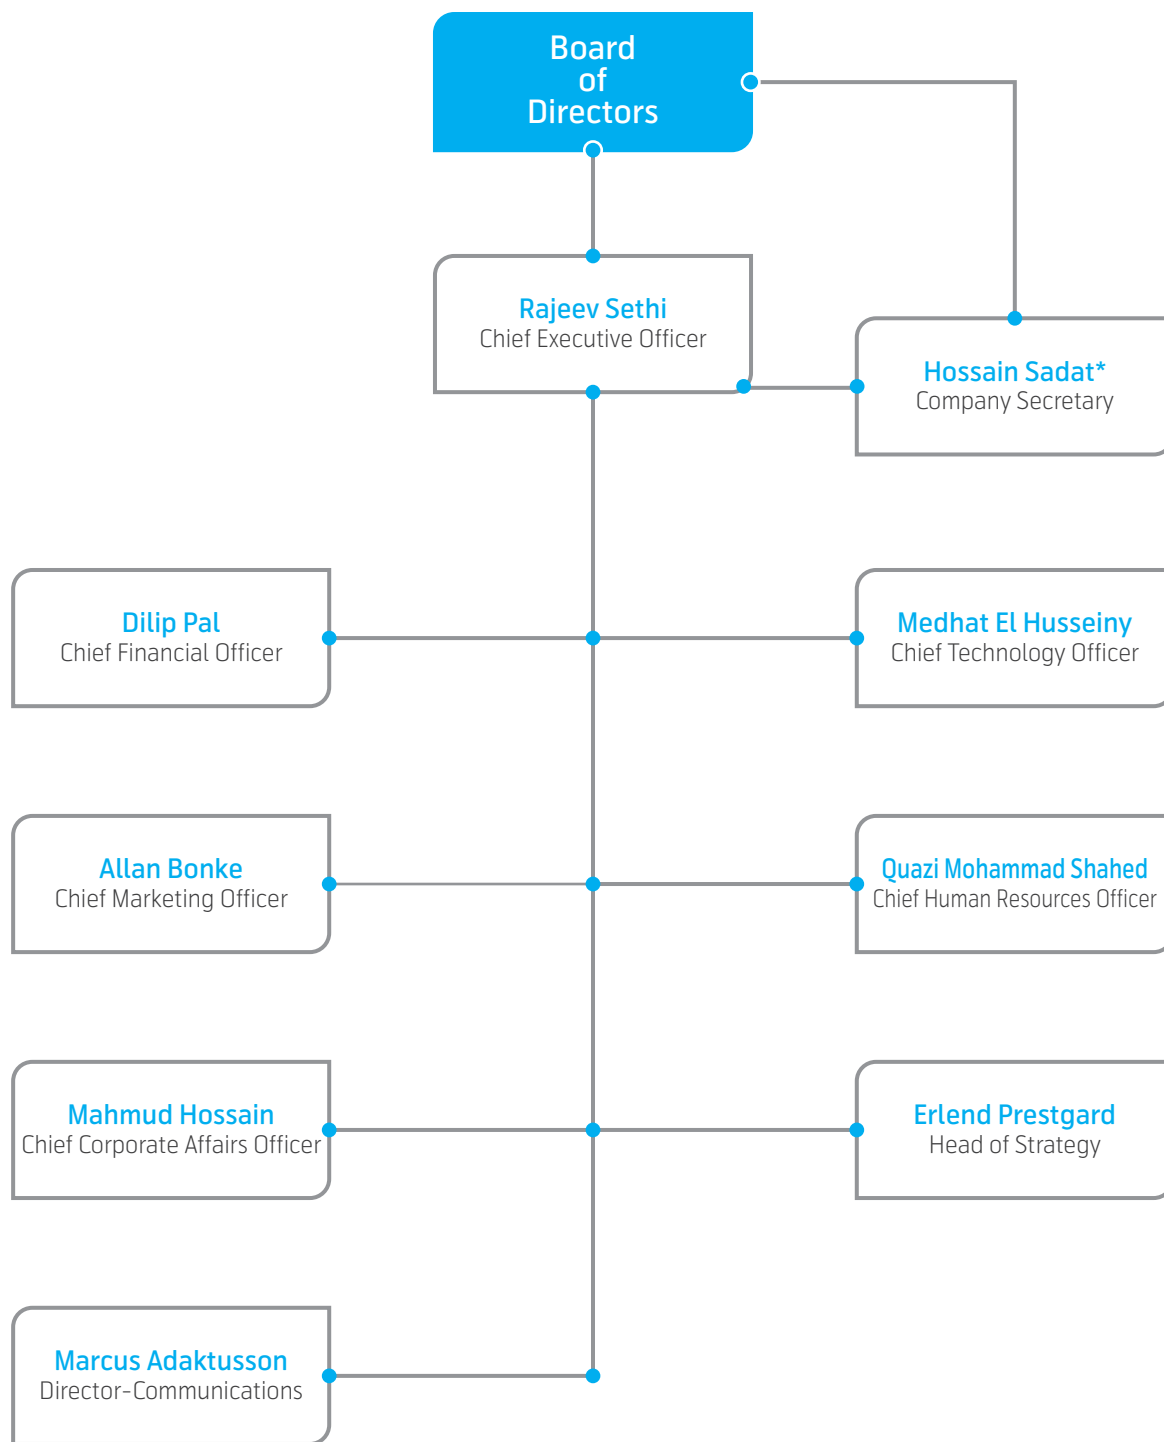 Board
of
Directors
Rajeev Sethi
Chief Executive Officer
Hossain Sadat*
Company Secretary
Dilip Pal
Chief Financial Officer
Medhat El Husseiny
Chief Technology Officer
Allan Bonke
Chief Marketing Officer
Quazi Mohammad Shahed
Chief Human Resources Officer
Mahmud Hossain
Chief Corporate Affairs Officer
Erlend Prestgard
Head of Strategy
Marcus Adaktusson
Director-Communications